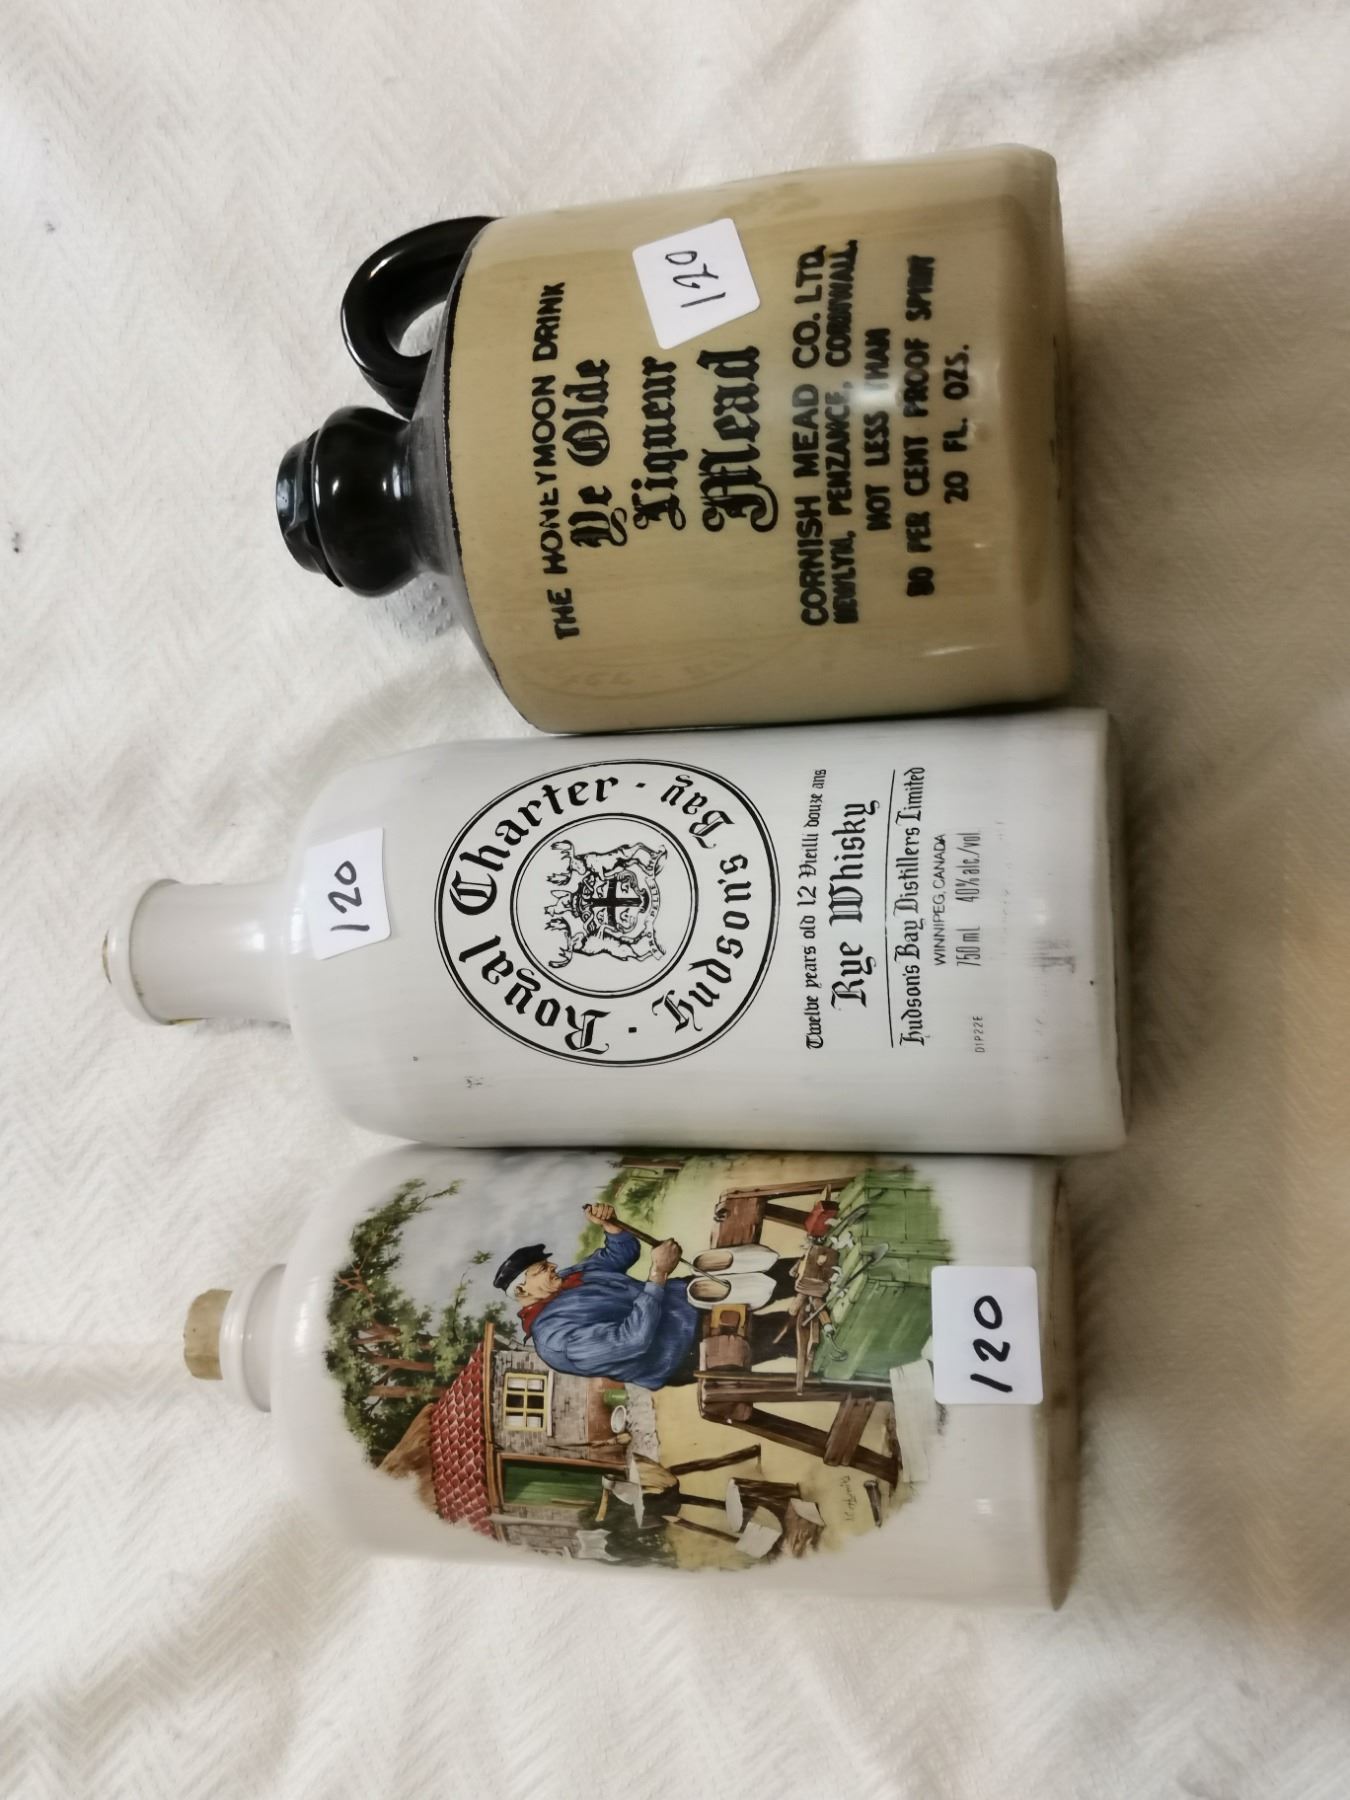 THE HONEYMOON DRINK
Ye Olde
Liqueur
Mead
CORNISH MEAD CO. LTD.
NEWLYN, PENZANCE, CORNWALL.
NOT LESS THAN
80 PER CENT PROOF SPIRIT
20 FL. OZS.
120
120
Royal Charter · Hudson's Bay ·
Twelve years old 12 Vieilli douze ans
Rye Whisky
Hudson's Bay Distillers Limited
WINNIPEG, CANADA
750 ml 40% alc./vol.
D1P22E
120